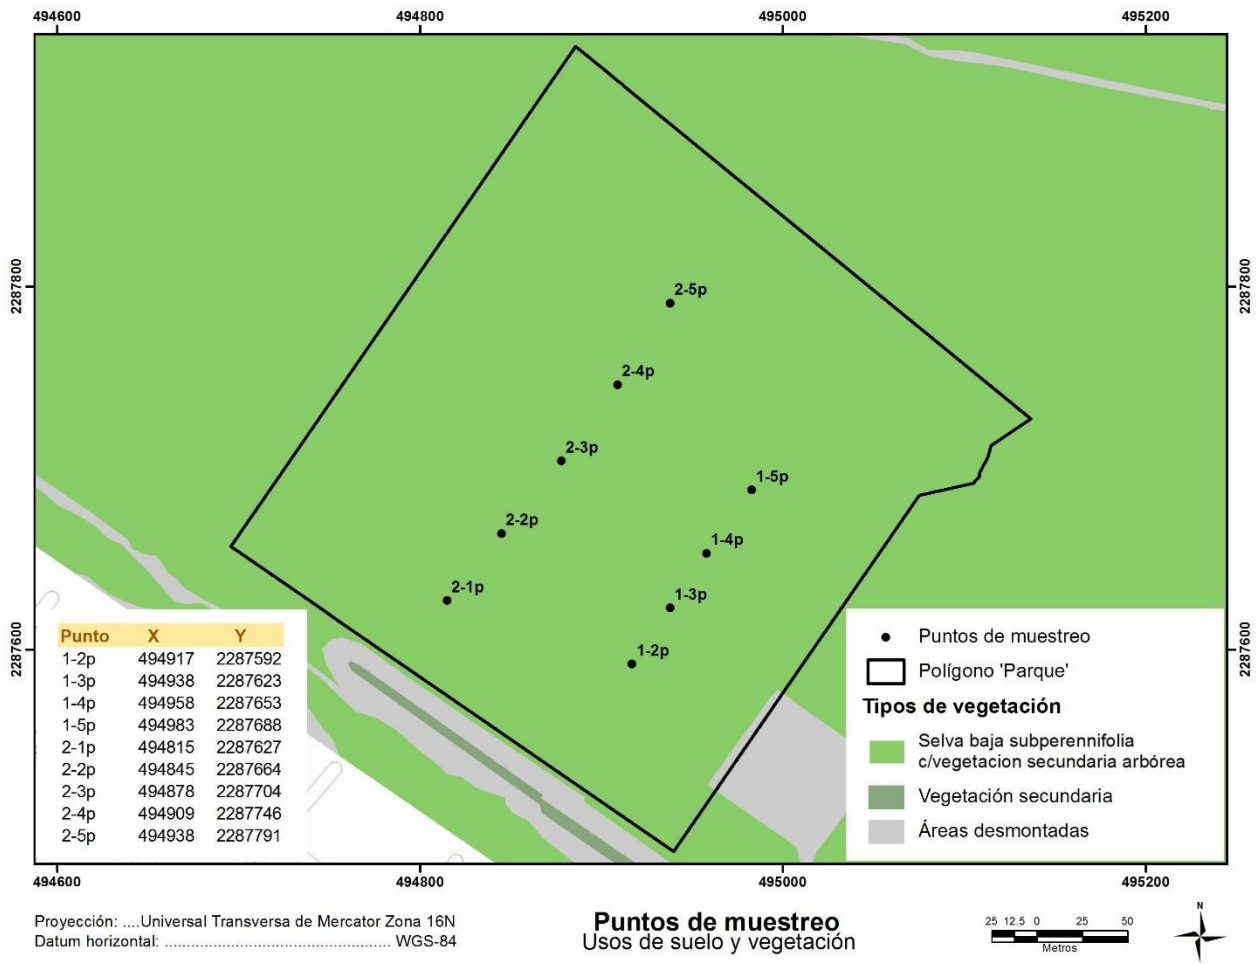 494600 494800 495000 495200
2287800 2287800
2-5p
2-4p
2-3p
1-5p
2-2p
1-4p
2-1p
1-3p
2287600 2287600
1-2p
Punto X Y
1-2p 494917 2287592
1-3p 494938 2287623
1-4p 494958 2287653
1-5p 494983 2287688
2-1p 494815 2287627
2-2p 494845 2287664
2-3p 494878 2287704
2-4p 494909 2287746
2-5p 494938 2287791
Puntos de muestreo
Polígono 'Parque'
Tipos de vegetación
Selva baja subperennifolia
c/vegetacion secundaria arbórea
Vegetación secundaria
Áreas desmontadas
494600 494800 495000 495200
Proyección: ....Universal Transversa de Mercator Zona 16N
Datum horizontal: .................................................... WGS-84
Puntos de muestreo
Usos de suelo y vegetación
25 12.5 0 25 50
Metros
N